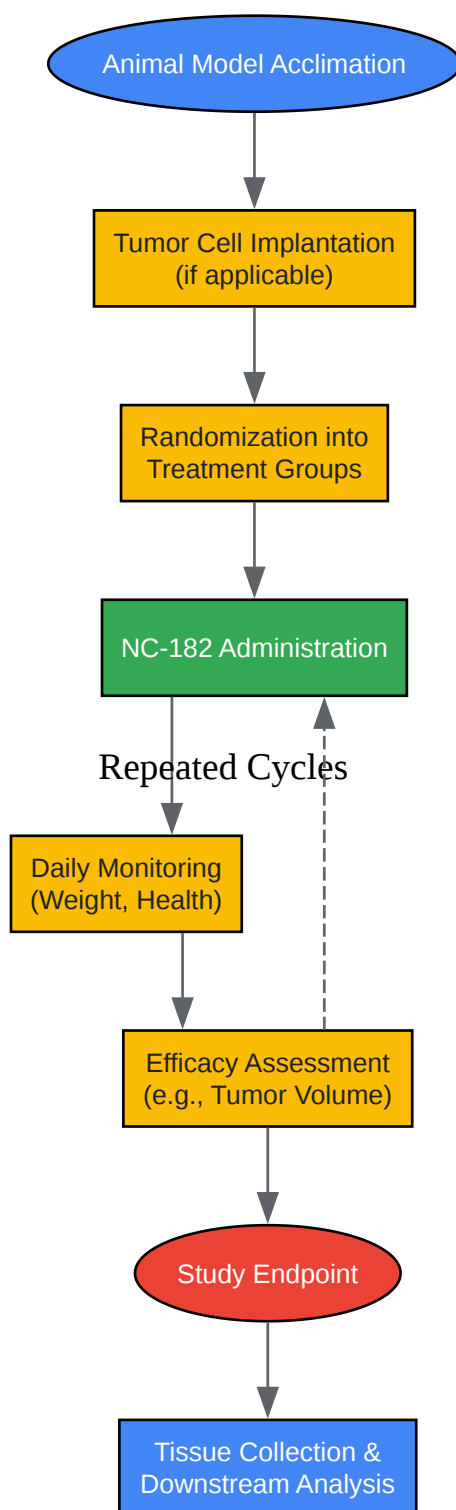 Animal Model Acclimation
Tumor Cell Implantation
(if applicable)
Randomization into
Treatment Groups
NC-182 Administration
Repeated Cycles
Daily Monitoring
(Weight, Health)
Efficacy Assessment
(e.g., Tumor Volume)
Study Endpoint
Tissue Collection &
Downstream Analysis